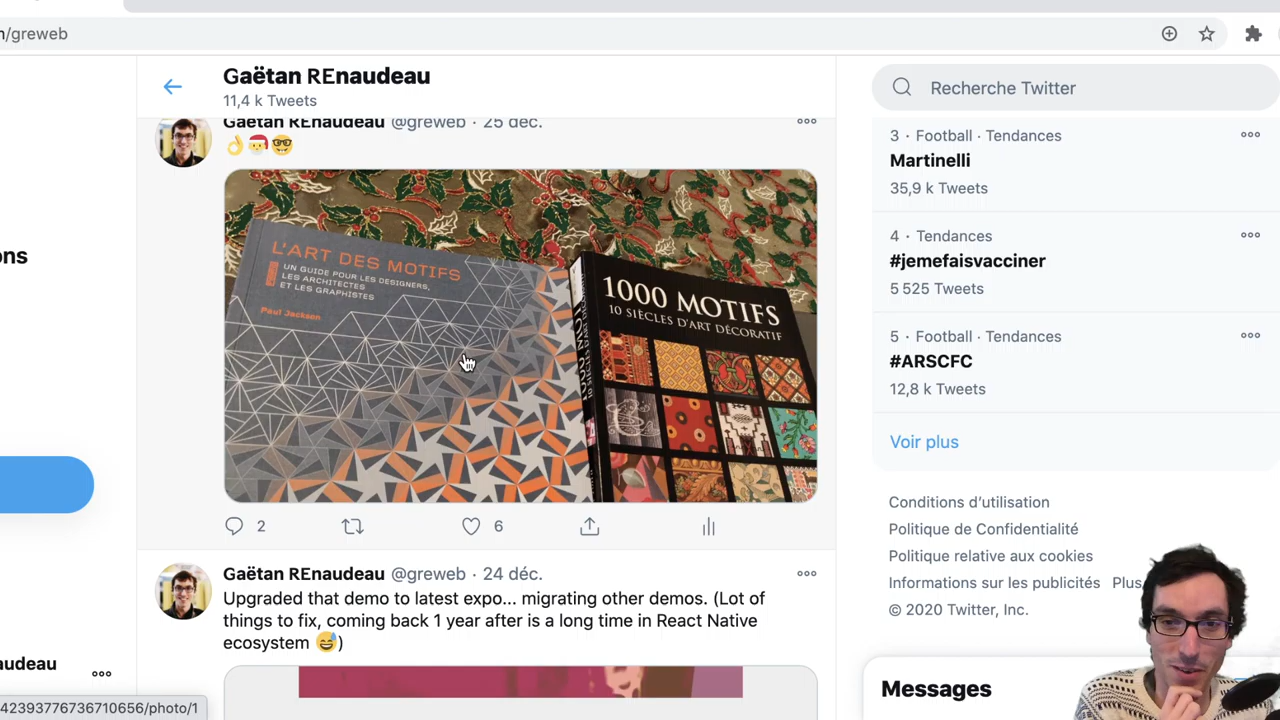 n/greweb
Gaëtan REnaudeau
11,4 k Tweets
Recherche Twitter
Gaëtan REnaudeau @greweb · 25 déc.
👌🎅🤓
L'ART DES MOTIFS
UN GUIDE POUR LES DESIGNERS,
LES ARCHITECTES
ET LES GRAPHISTES
Paul Jackson
1000 MOTIFS
10 SIÈCLES D'ART DÉCORATIF
2
6
Gaëtan REnaudeau @greweb · 24 déc.
Upgraded that demo to latest expo... migrating other demos. (Lot of
things to fix, coming back 1 year after is a long time in React Native
ecosystem 😅)
3 · Football · Tendances
Martinelli
35,9 k Tweets
4 · Tendances
#jemefaisvacciner
5 525 Tweets
5 · Football · Tendances
#ARSCFC
12,8 k Tweets
Voir plus
Conditions d'utilisation
Politique de Confidentialité
Politique relative aux cookies
Informations sur les publicités Plus
© 2020 Twitter, Inc.
Messages
ons
audeau
42393776736710656/photo/1